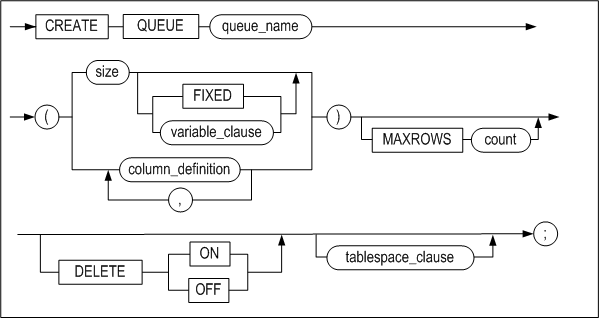 CREATE QUEUE queue_name
( size FIXED variable_clause column_definition , ) MAXROWS count
DELETE ON OFF tablespace_clause ;